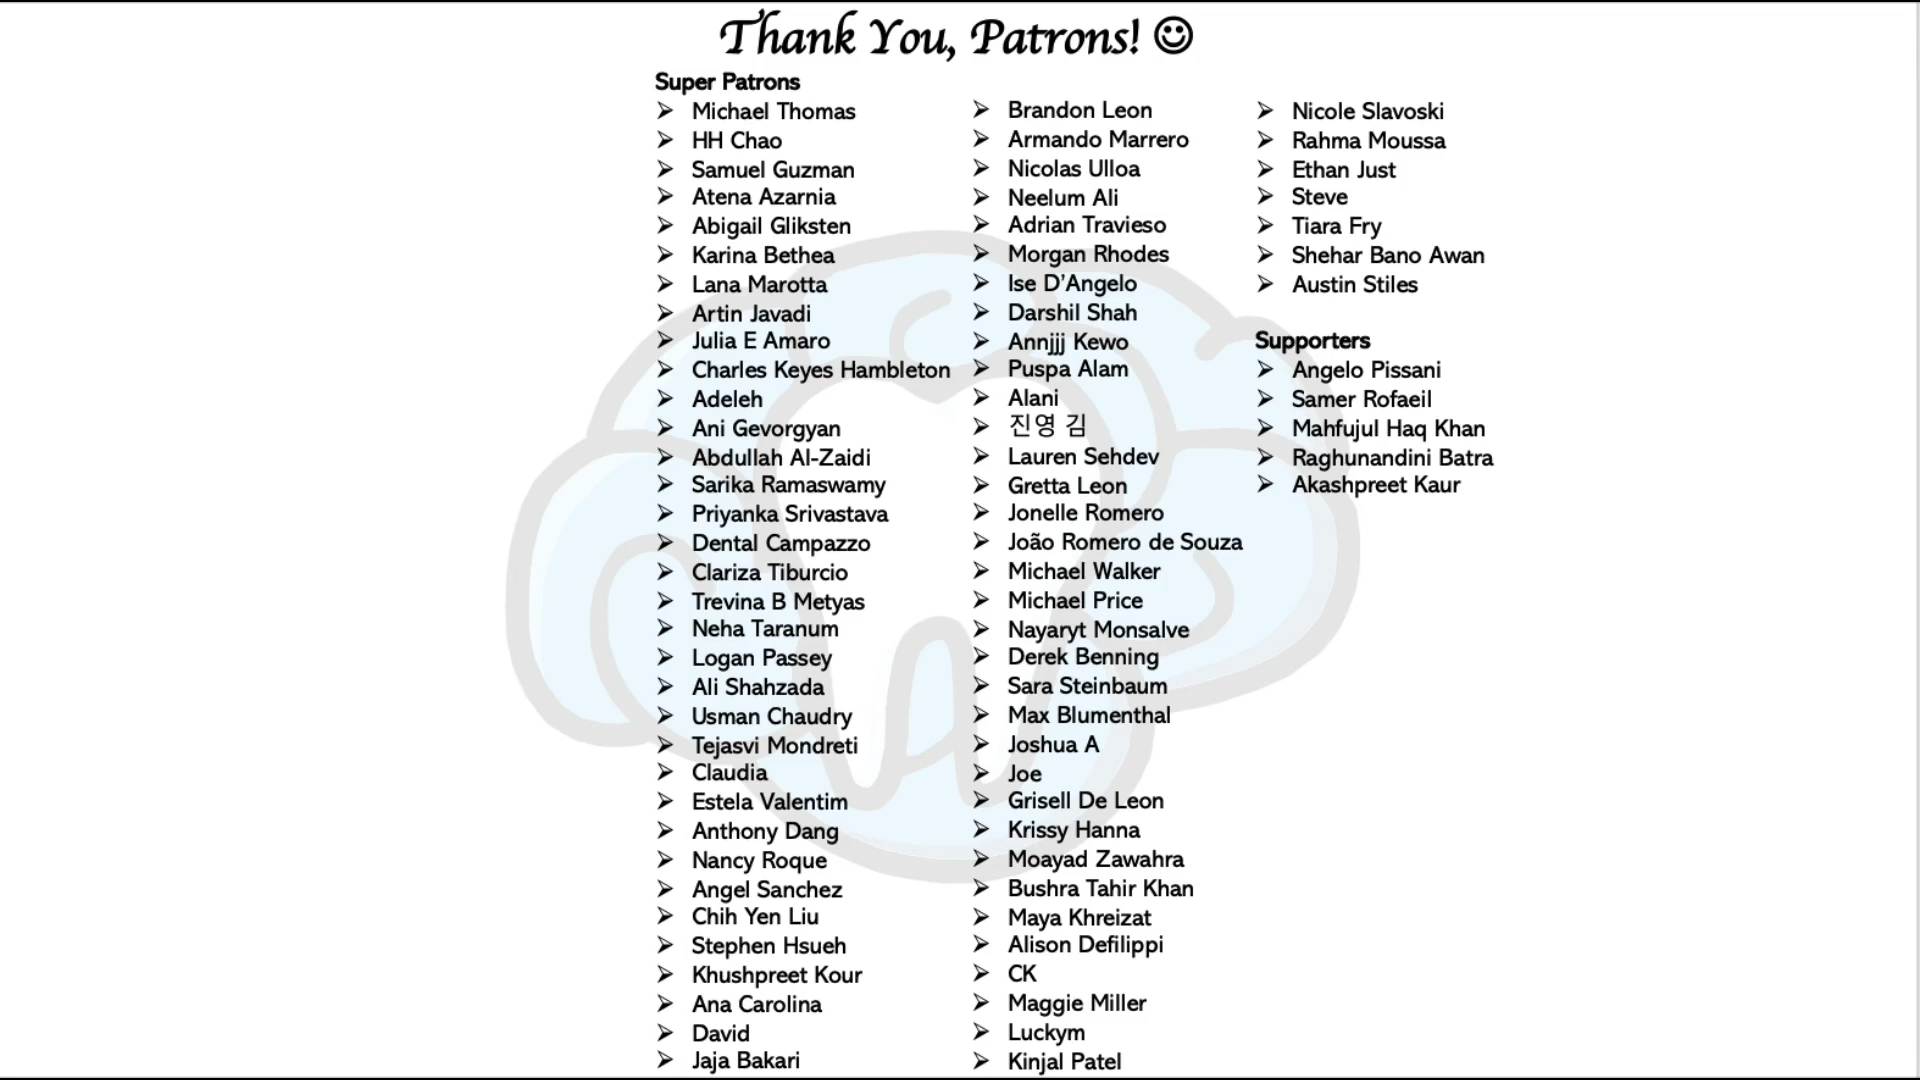 Thank You, Patrons! ☺
Super Patrons
➢ Michael Thomas
➢ HH Chao
➢ Samuel Guzman
➢ Atena Azarnia
➢ Abigail Gliksten
➢ Karina Bethea
➢ Lana Marotta
➢ Artin Javadi
➢ Julia E Amaro
➢ Charles Keyes Hambleton
➢ Adeleh
➢ Ani Gevorgyan
➢ Abdullah Al-Zaidi
➢ Sarika Ramaswamy
➢ Priyanka Srivastava
➢ Dental Campazzo
➢ Clariza Tiburcio
➢ Trevina B Metyas
➢ Neha Taranum
➢ Logan Passey
➢ Ali Shahzada
➢ Usman Chaudry
➢ Tejasvi Mondreti
➢ Claudia
➢ Estela Valentim
➢ Anthony Dang
➢ Nancy Roque
➢ Angel Sanchez
➢ Chih Yen Liu
➢ Stephen Hsueh
➢ Khushpreet Kour
➢ Ana Carolina
➢ David
➢ Jaja Bakari
➢ Brandon Leon
➢ Armando Marrero
➢ Nicolas Ulloa
➢ Neelum Ali
➢ Adrian Travieso
➢ Morgan Rhodes
➢ Ise D’Angelo
➢ Darshil Shah
➢ Annjjj Kewo
➢ Puspa Alam
➢ Alani
➢ 진영 김
➢ Lauren Sehdev
➢ Gretta Leon
➢ Jonelle Romero
➢ João Romero de Souza
➢ Michael Walker
➢ Michael Price
➢ Nayaryt Monsalve
➢ Derek Benning
➢ Sara Steinbaum
➢ Max Blumenthal
➢ Joshua A
➢ Joe
➢ Grisell De Leon
➢ Krissy Hanna
➢ Moayad Zawahra
➢ Bushra Tahir Khan
➢ Maya Khreizat
➢ Alison Defilippi
➢ CK
➢ Maggie Miller
➢ Luckym
➢ Kinjal Patel
➢ Nicole Slavoski
➢ Rahma Moussa
➢ Ethan Just
➢ Steve
➢ Tiara Fry
➢ Shehar Bano Awan
➢ Austin Stiles
Supporters
➢ Angelo Pissani
➢ Samer Rofaeil
➢ Mahfujul Haq Khan
➢ Raghunandini Batra
➢ Akashpreet Kaur